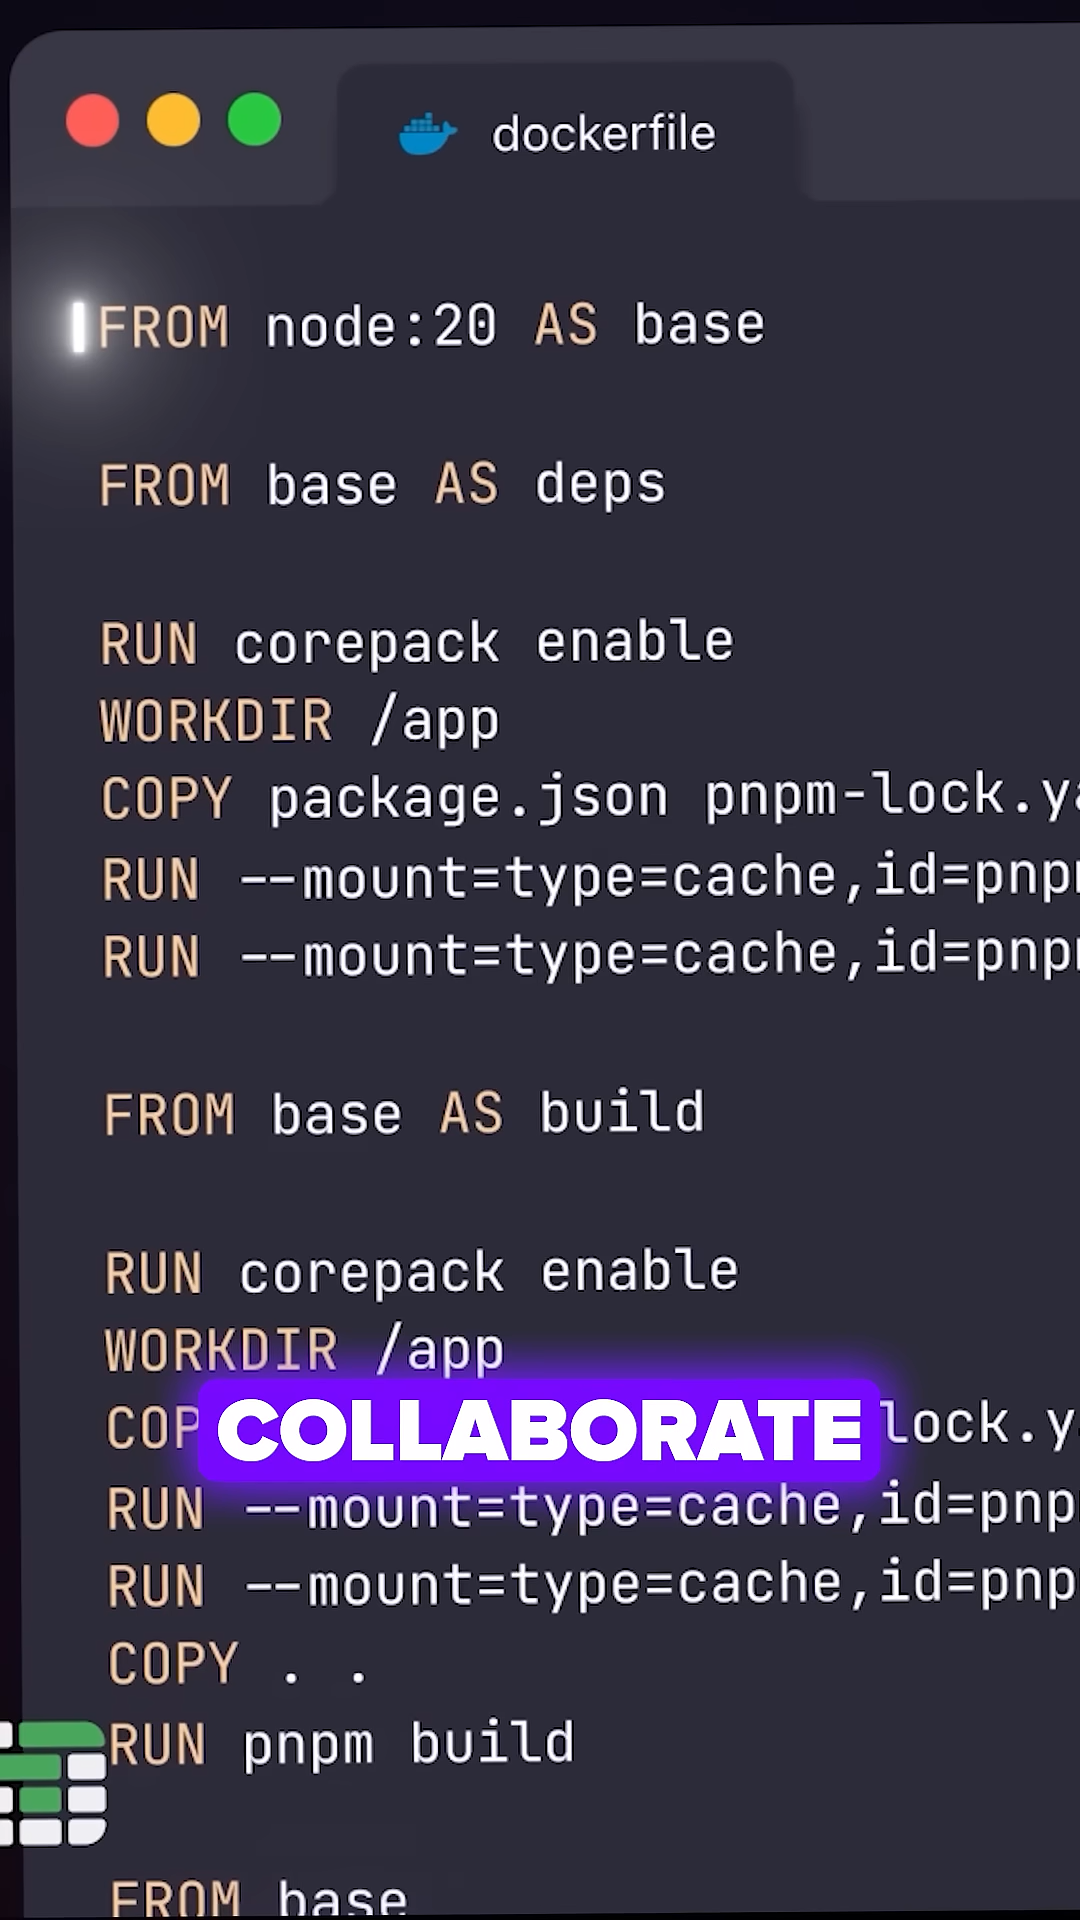 dockerfile
FROM node:20 AS base
FROM base AS deps
RUN corepack enable
WORKDIR /app
COPY package.json pnpm-lock.ya
RUN --mount=type=cache,id=pnpm
RUN --mount=type=cache,id=pnpm
FROM base AS build
RUN corepack enable
WORKDIR /app
COP lock.y
COLLABORATE
RUN --mount=type=cache,id=pnp
RUN --mount=type=cache,id=pnp
COPY . .
RUN pnpm build
FROM base